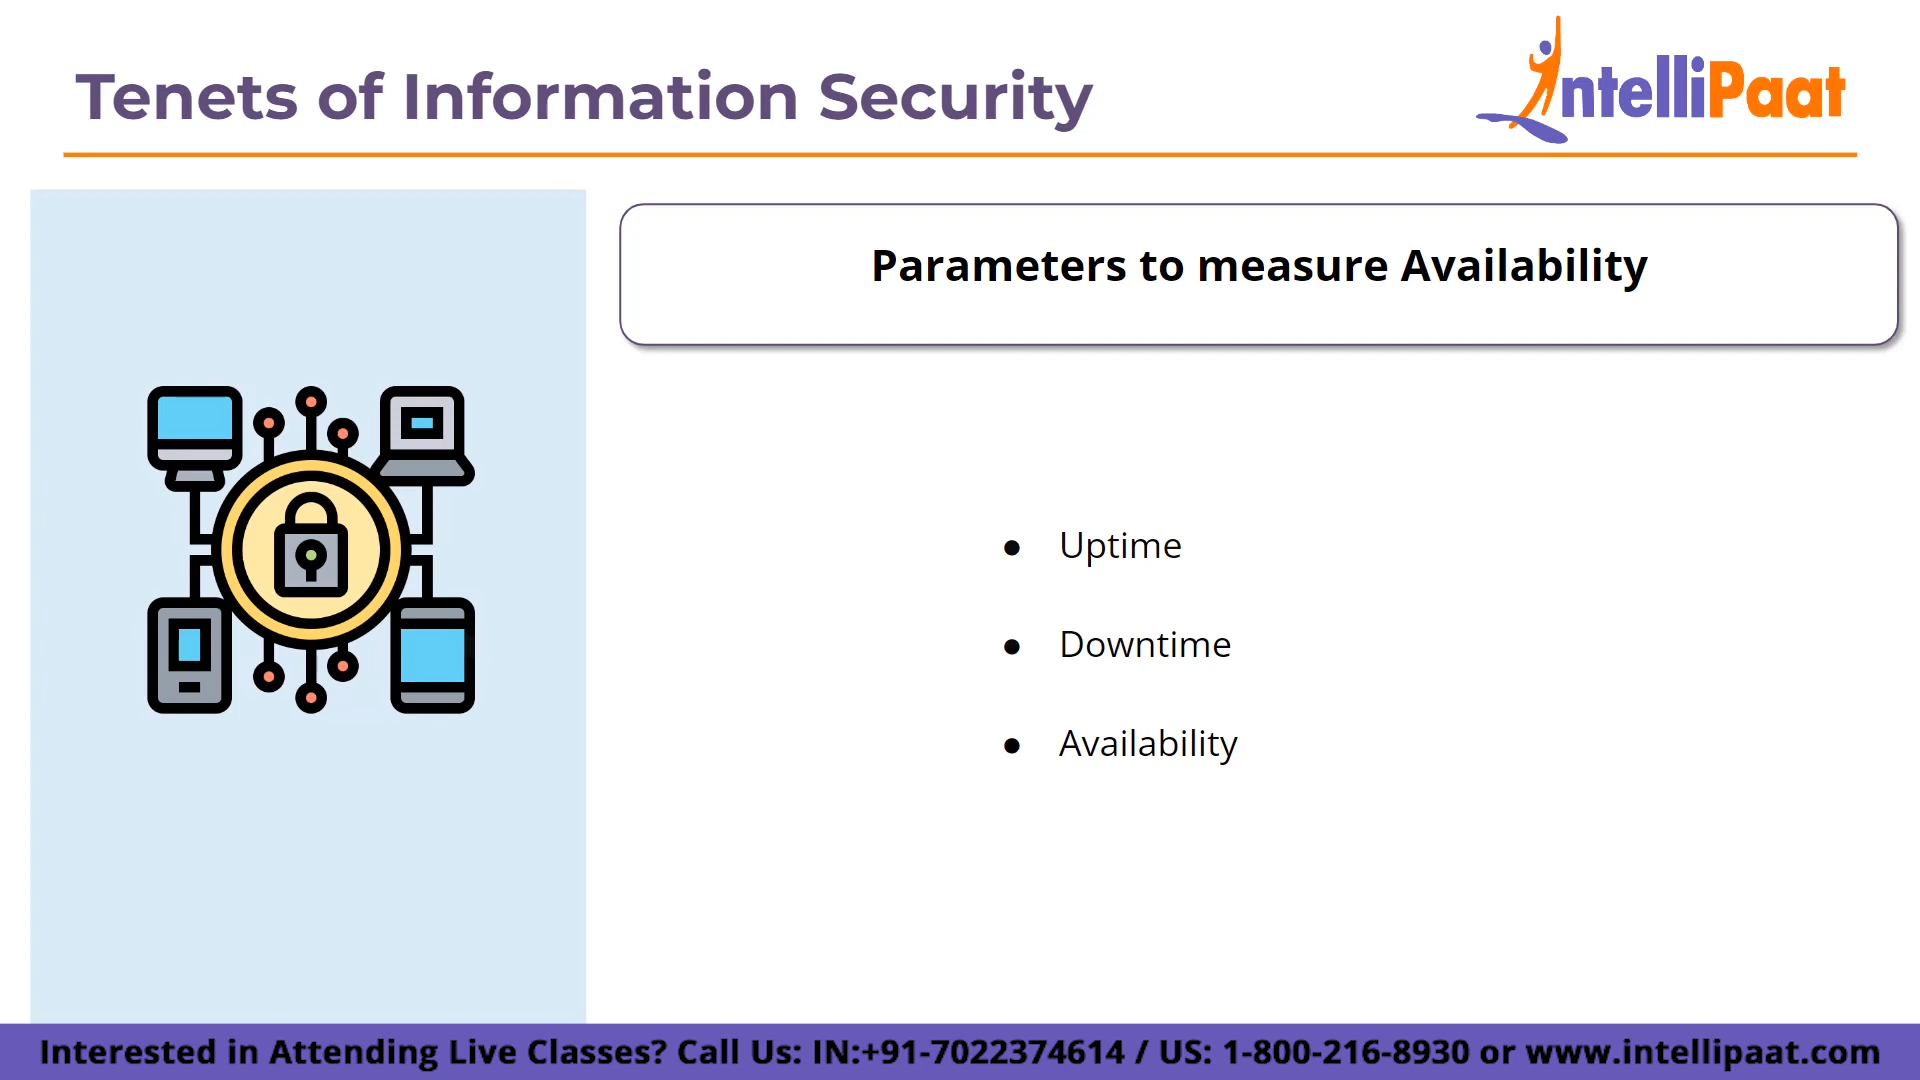 Tenets of Information Security
IntelliPaat
Parameters to measure Availability
● Uptime
● Downtime
● Availability
Interested in Attending Live Classes? Call Us: IN:+91-7022374614 / US: 1-800-216-8930 or www.intellipaat.com